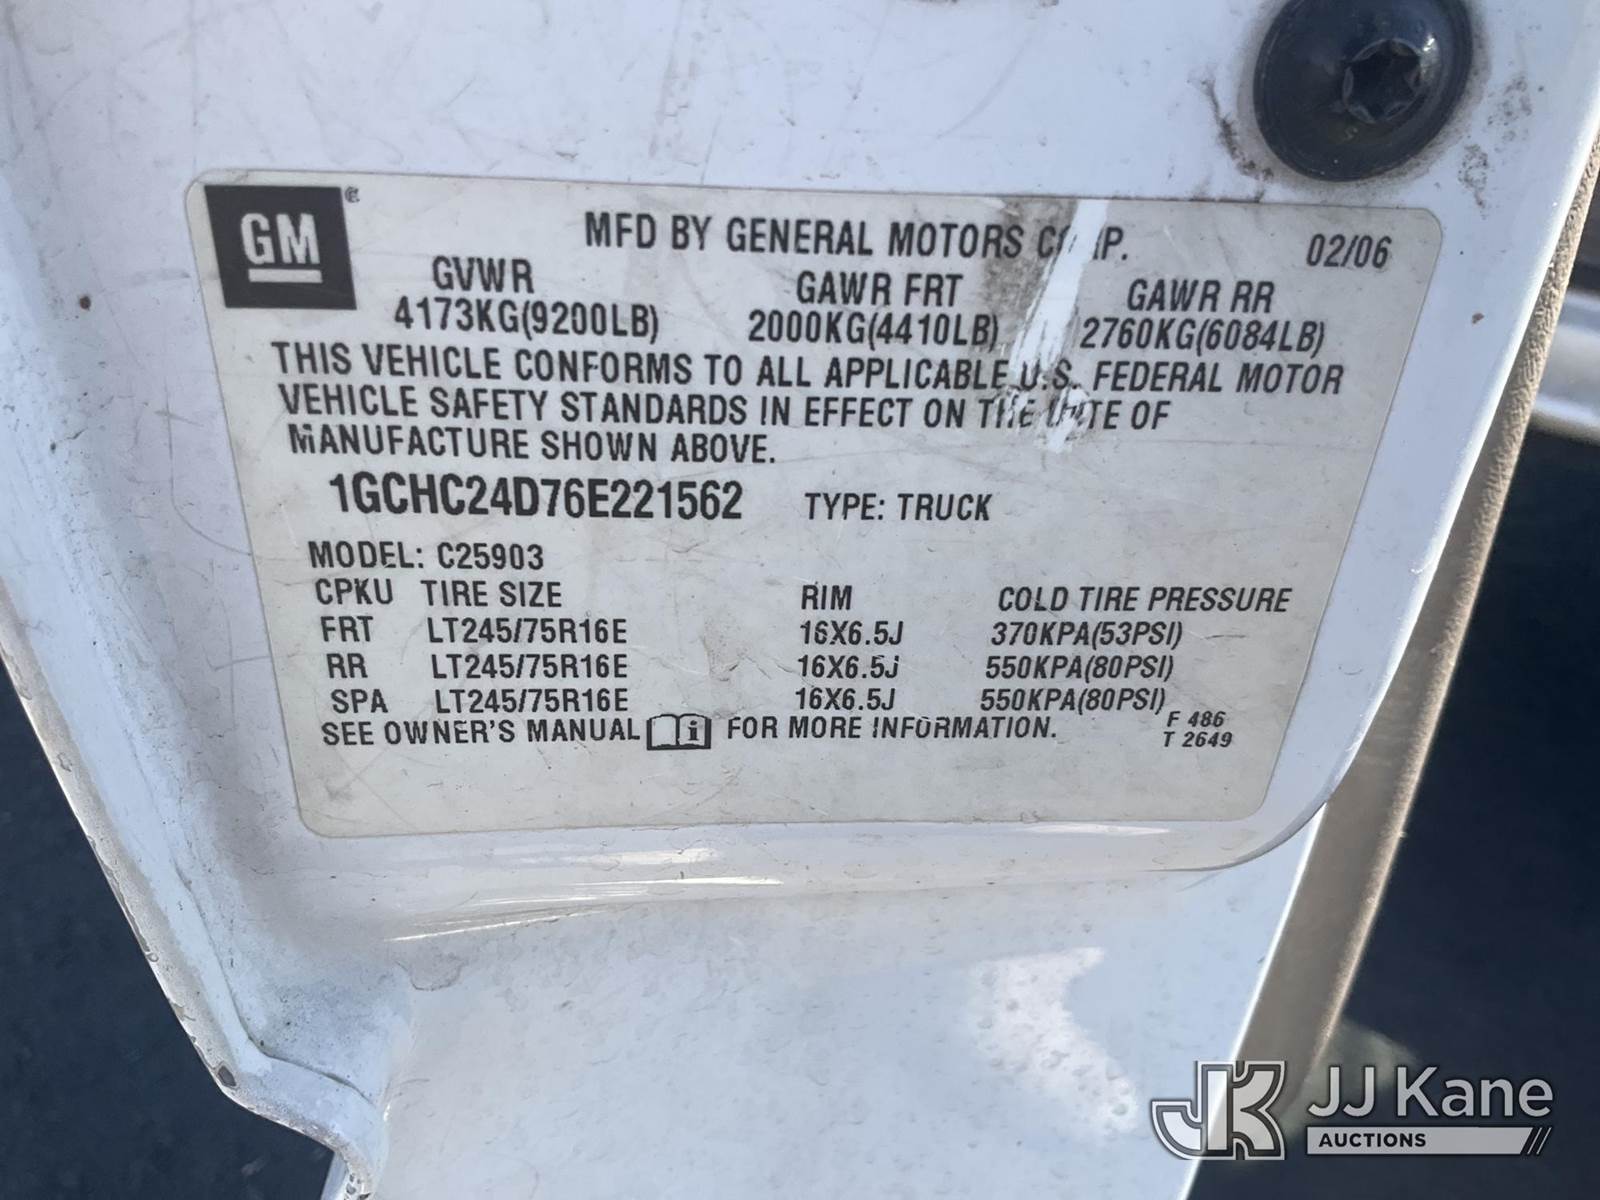 GM
MFD BY GENERAL MOTORS CORP. 02/06
GVWR GAWR FRT GAWR RR
4173KG(9200LB) 2000KG(4410LB) 2760KG(6084LB)
THIS VEHICLE CONFORMS TO ALL APPLICABLE U.S. FEDERAL MOTOR
VEHICLE SAFETY STANDARDS IN EFFECT ON THE DATE OF
MANUFACTURE SHOWN ABOVE.
1GCHC24D76E221562 TYPE: TRUCK
MODEL: C25903
CPKU TIRE SIZE RIM COLD TIRE PRESSURE
FRT LT245/75R16E 16X6.5J 370KPA(53PSI)
RR LT245/75R16E 16X6.5J 550KPA(80PSI)
SPA LT245/75R16E 16X6.5J 550KPA(80PSI)
SEE OWNER'S MANUAL i FOR MORE INFORMATION.
F 486
T 2649
JK JJ Kane
AUCTIONS